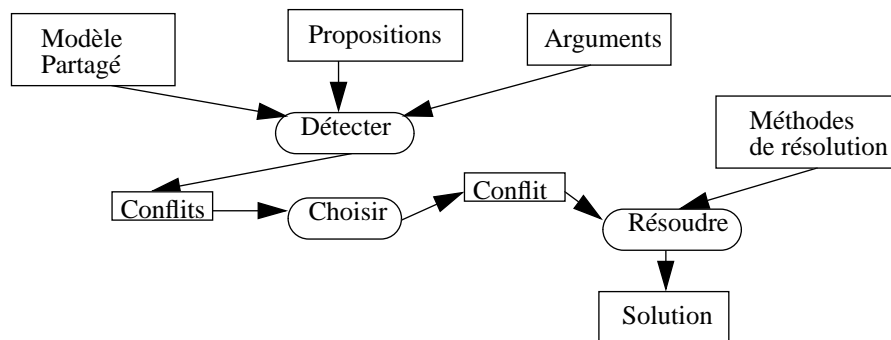 Modèle
Partagé
Propositions
Arguments
Détecter
Méthodes
de résolution
Conflits
Choisir
Conflit
Résoudre
Solution